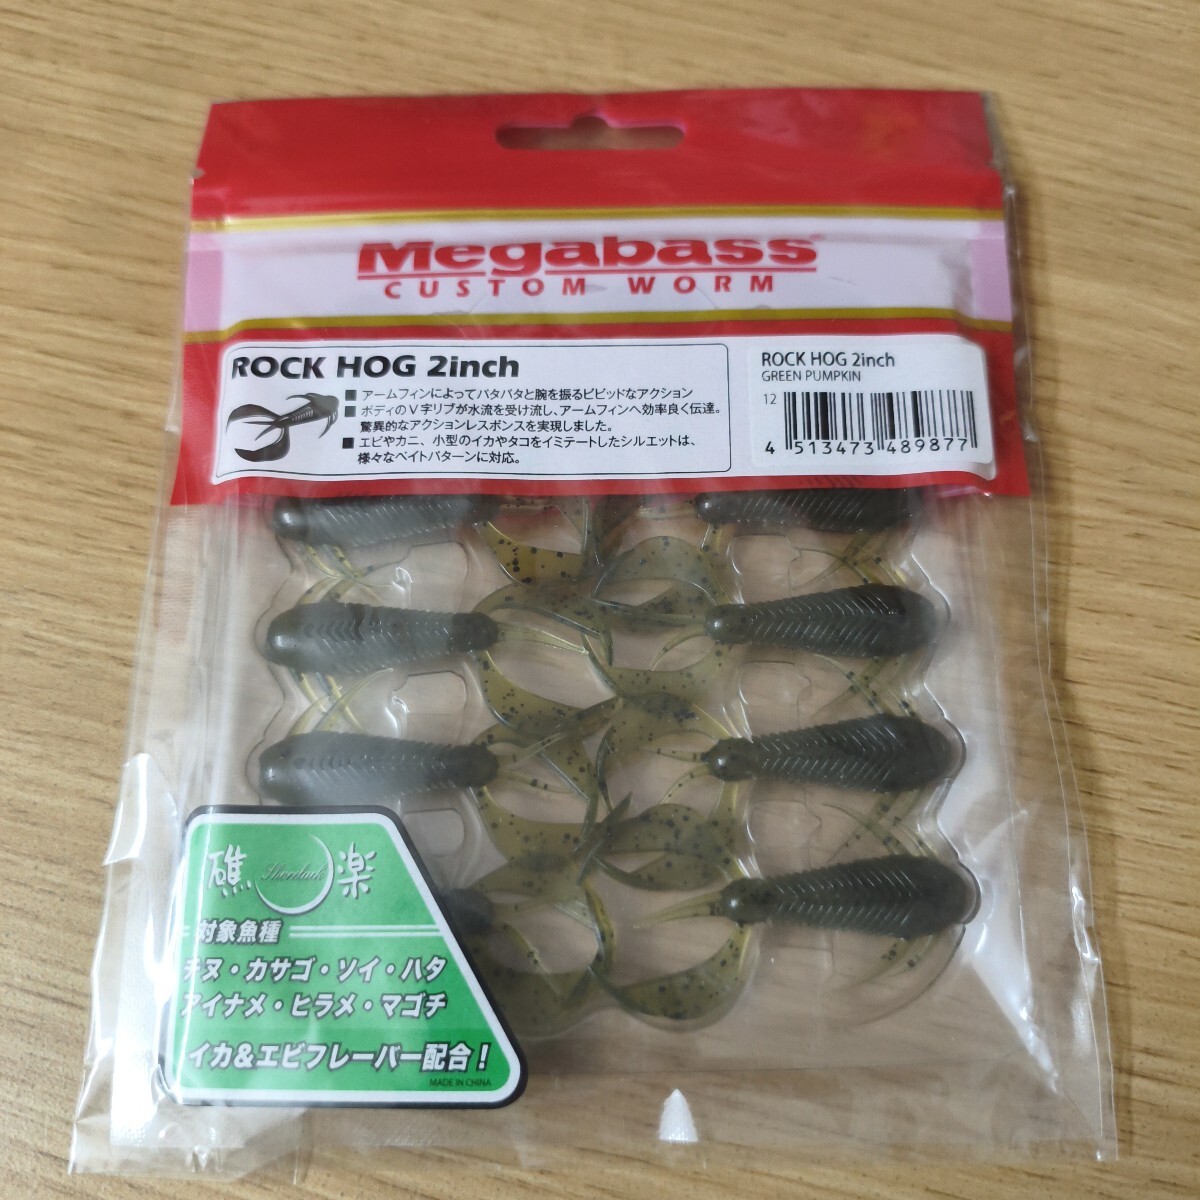 Megabass
CUSTOM WORM
ROCK HOG 2inch
■ アームフィンによってバタバタと腕を振るビビッドなアクション
■ ボディのV字リブが水流を受け流し、アームフィンへ効率良く伝達。
驚異的なアクションレスポンスを実現しました。
■ エビやカニ、小型のイカやタコをイミテートしたシルエットは、
様々なベイトパターンに対応。
ROCK HOG 2inch
GREEN PUMPKIN
12
4 513473 489877
礁楽
対象魚種
チヌ・カサゴ・ソイ・ハタ
アイナメ・ヒラメ・マゴチ
イカ&エビフレーバー配合！
MADE IN CHINA